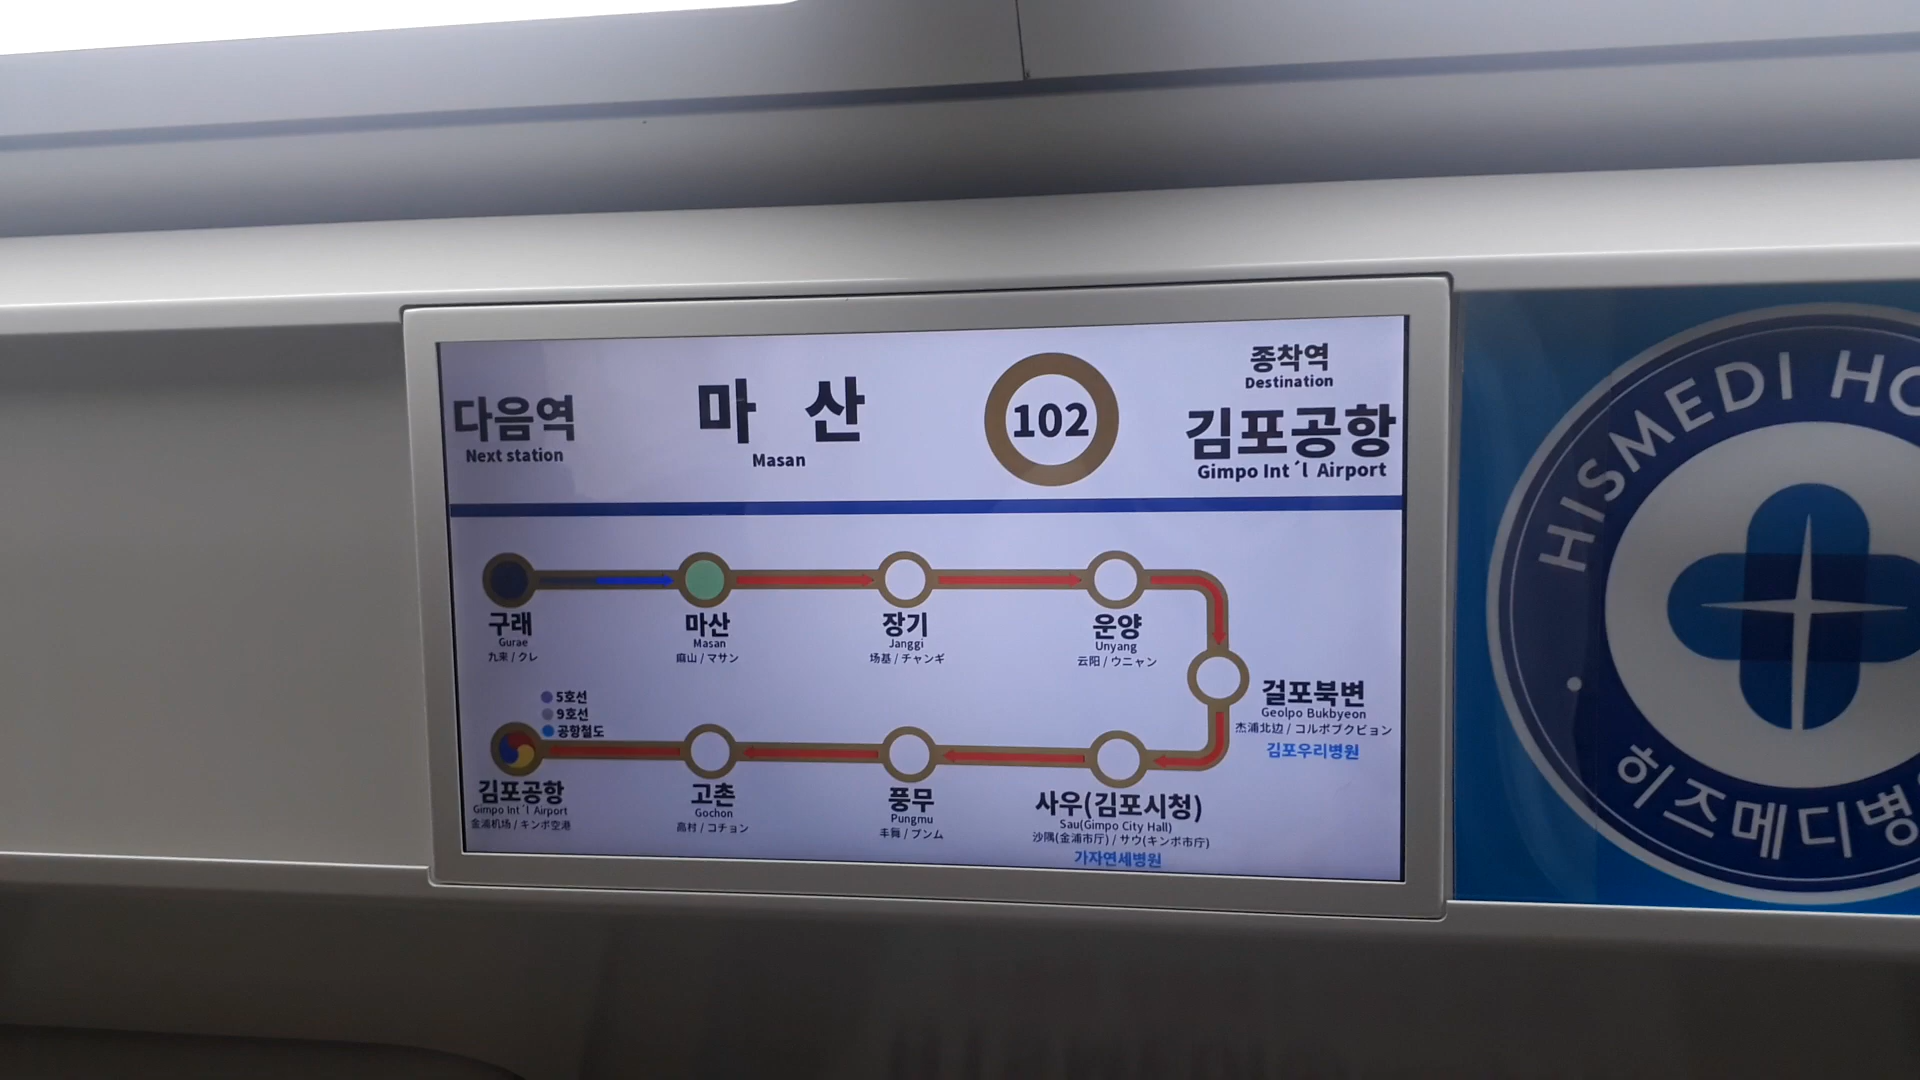 다음역
Next station
마 산
Masan
102
종착역
Destination
김포공항
Gimpo Int´l Airport
구래
Gurae
九来 / クレ
마산
Masan
麻山 / マサン
장기
Janggi
场基 / チャンギ
운양
Unyang
云阳 / ウニャン
걸포북변
Geolpo Bukbyeon
杰浦北边 / コルポブクビョン
김포우리병원
사우(김포시청)
Sau(Gimpo City Hall)
沙隅(金浦市厅) / サウ(キンポ市庁)
가자연세병원
풍무
Pungmu
丰舞 / プンム
고촌
Gochon
高村 / コチョン
5호선
9호선
공항철도
김포공항
Gimpo Int´l Airport
金浦机场 / キンポ空港
HISMEDI HO
히즈메디병